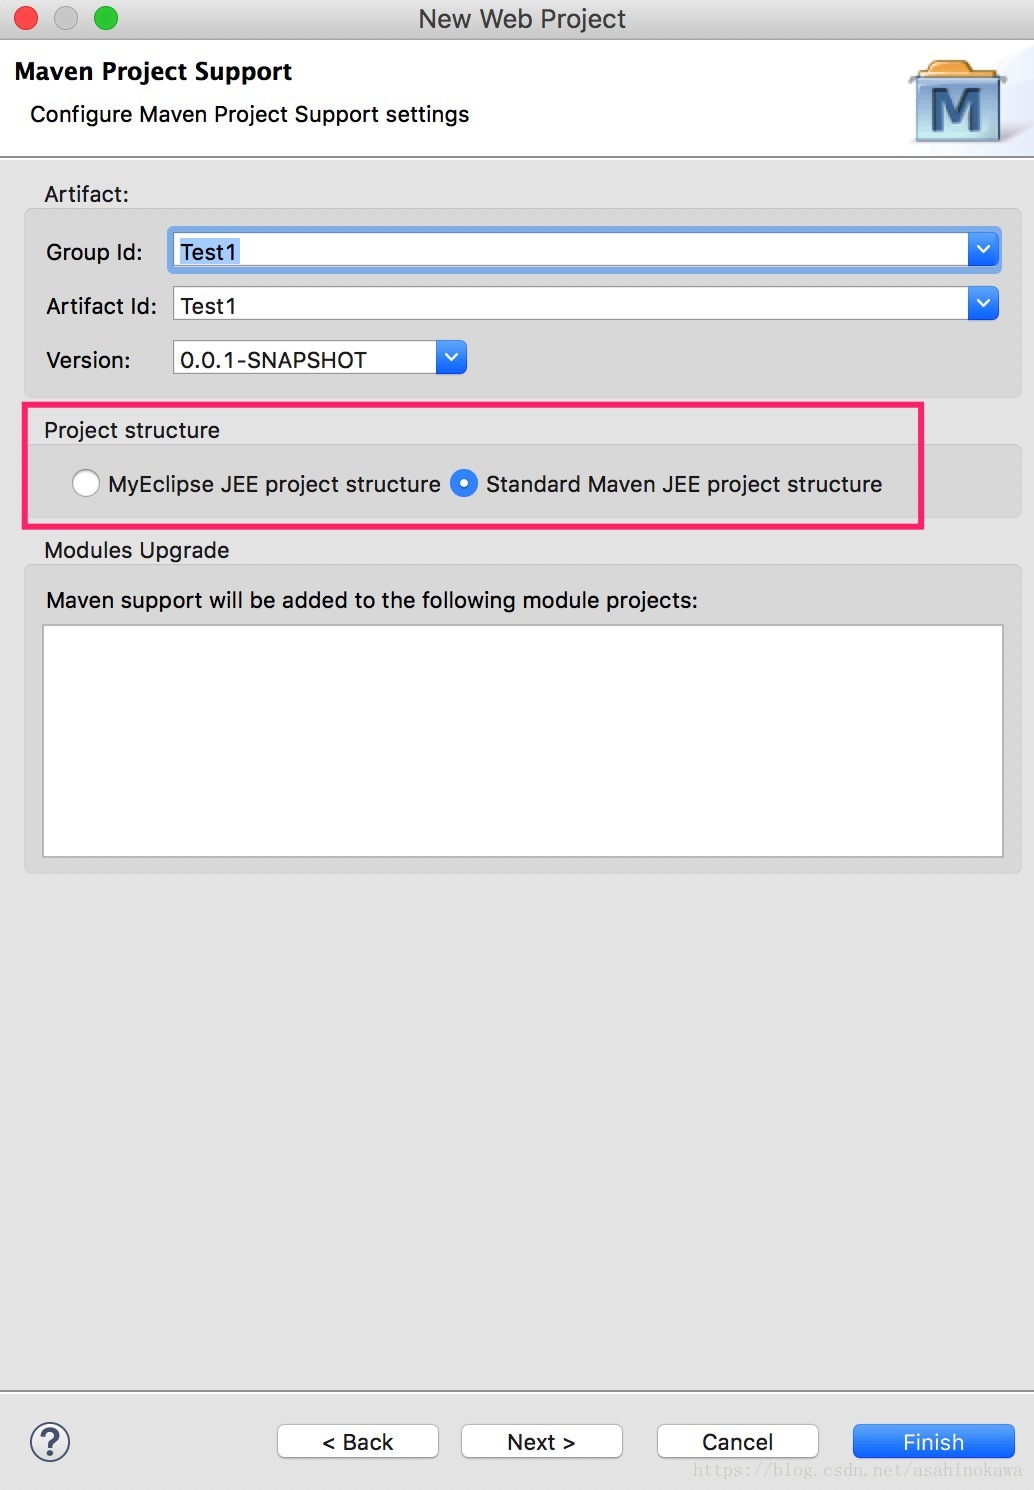 New Web Project
Maven Project Support
Configure Maven Project Support settings
M
Artifact:
Group Id: Test1
Artifact Id: Test1
Version: 0.0.1-SNAPSHOT
Project structure
MyEclipse JEE project structure Standard Maven JEE project structure
Modules Upgrade
Maven support will be added to the following module projects:
? < Back Next > Cancel Finish
https://blog.csdn.net/asahinokawa